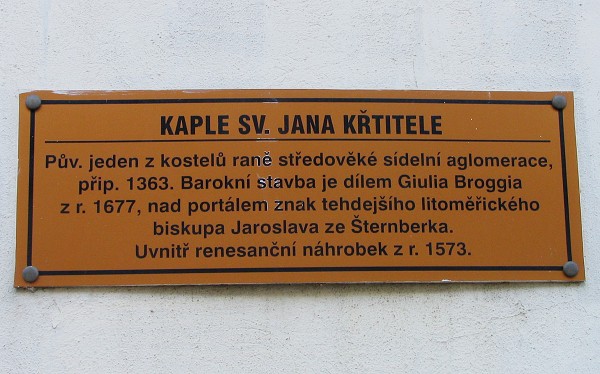 KAPLE SV. JANA KŘTITELE
Pův. jeden z kostelů raně středověké sídelní aglomerace,
přip. 1363. Barokní stavba je dílem Giulia Broggia
z r. 1677, nad portálem znak tehdejšího litoměřického
biskupa Jaroslava ze Šternberka.
Uvnitř renesanční náhrobek z r. 1573.